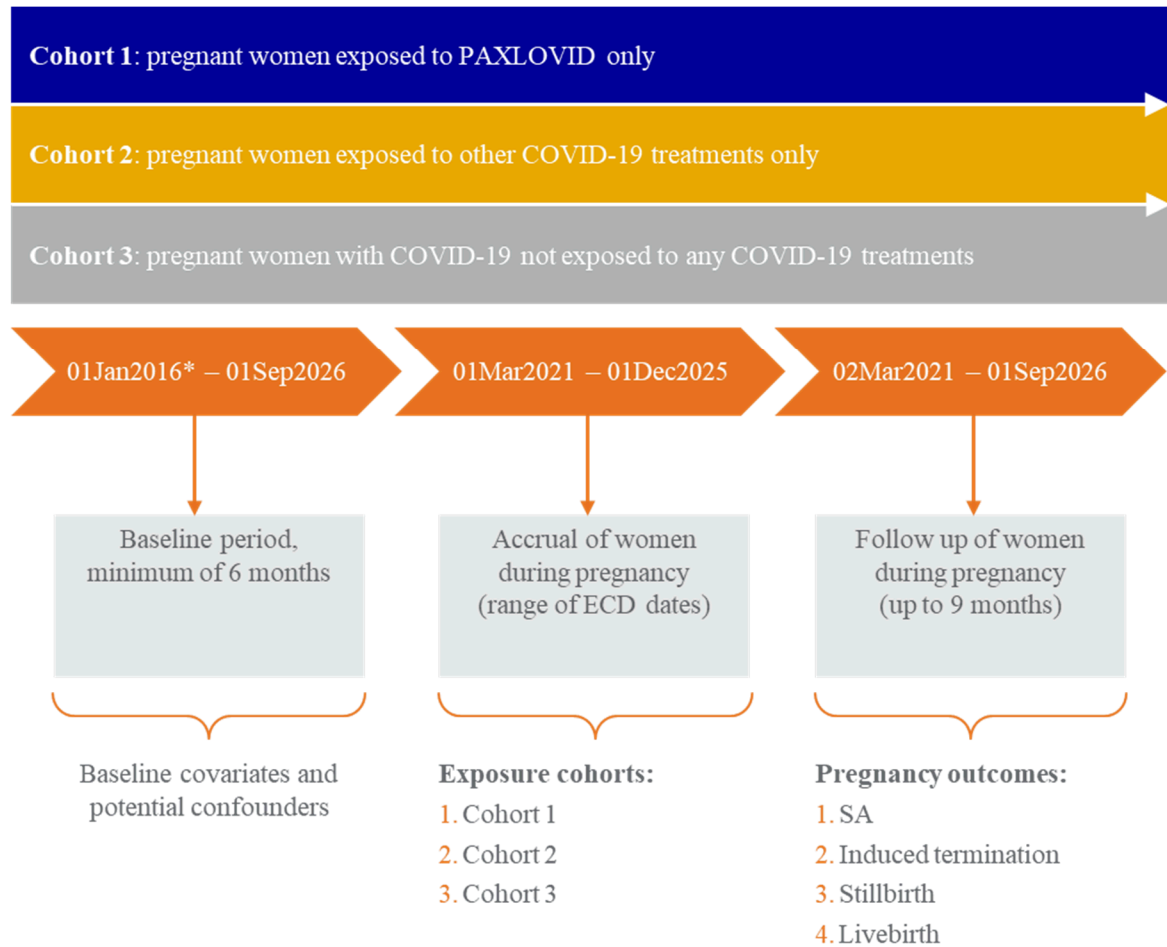 Cohort 1: pregnant women exposed to PAXLOVID only
Cohort 2: pregnant women exposed to other COVID-19 treatments only
Cohort 3: pregnant women with COVID-19 not exposed to any COVID-19 treatments
01Jan2016* – 01Sep2026
01Mar2021 – 01Dec2025
02Mar2021 – 01Sep2026
Baseline period,
minimum of 6 months
Accrual of women
during pregnancy
(range of ECD dates)
Follow up of women
during pregnancy
(up to 9 months)
Baseline covariates and
potential confounders
Exposure cohorts:
1. Cohort 1
2. Cohort 2
3. Cohort 3
Pregnancy outcomes:
1. SA
2. Induced termination
3. Stillbirth
4. Livebirth